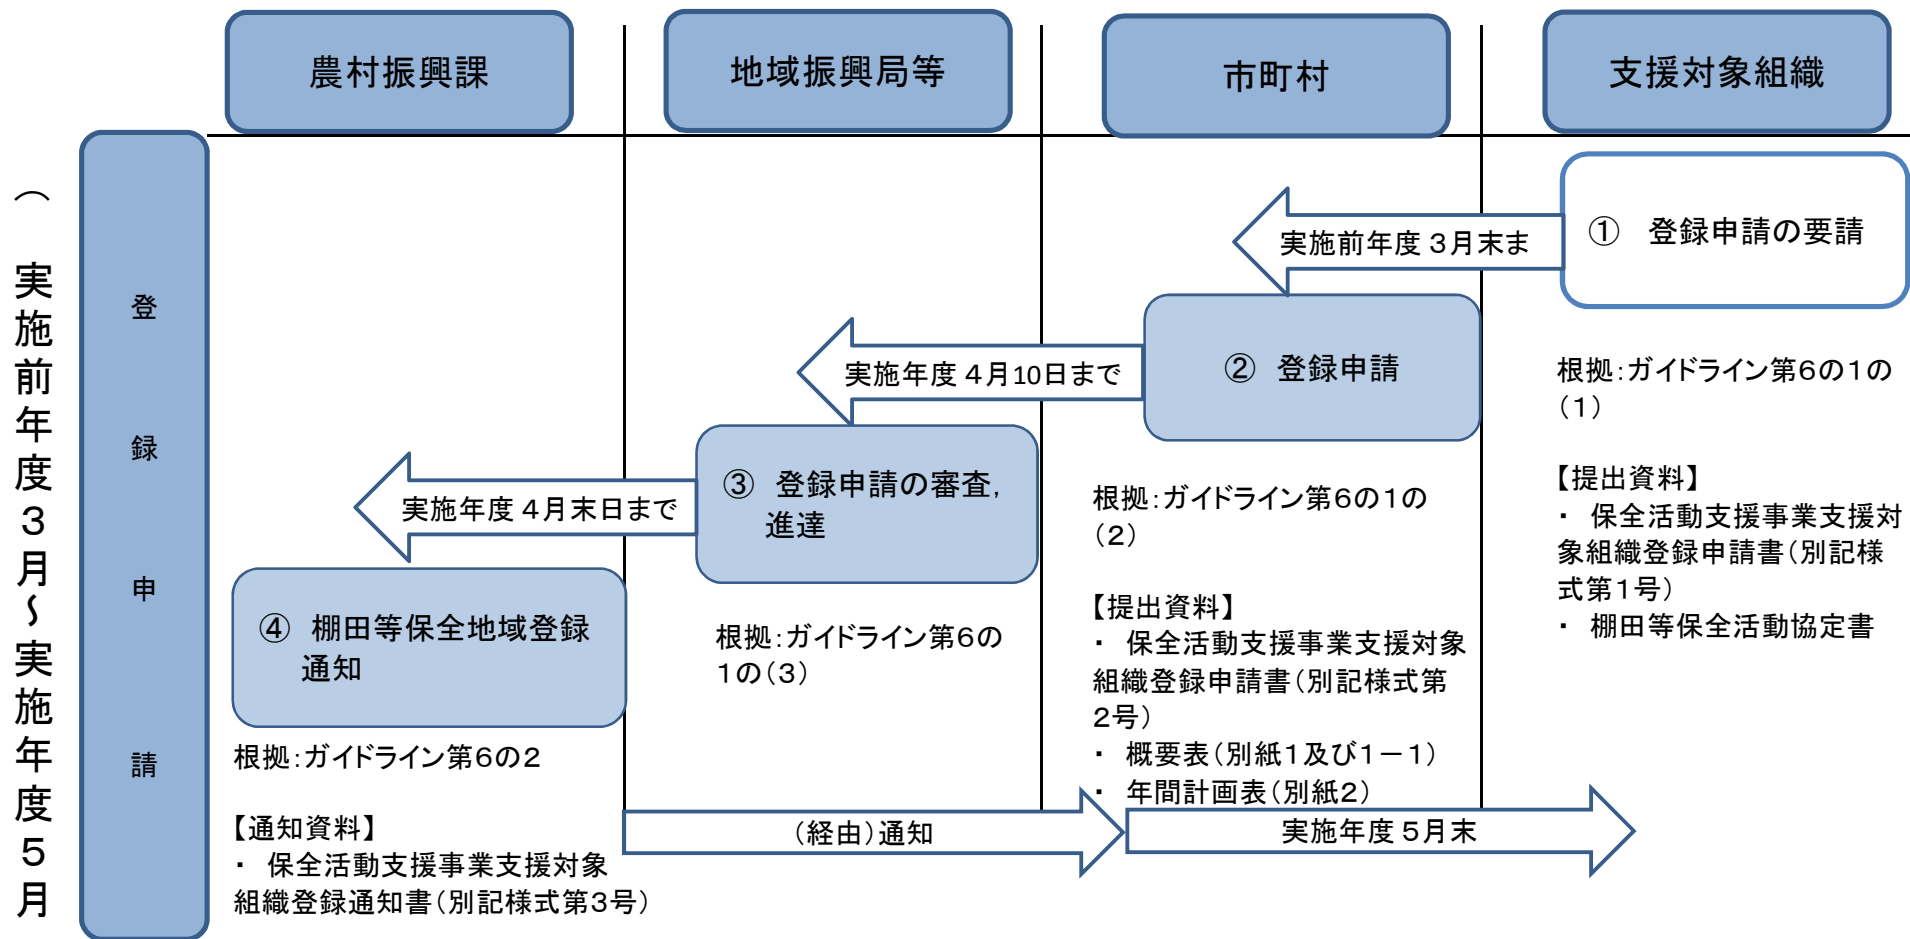 農村振興課
地域振興局等
市町村
支援対象組織
(　実施前年度3月～実施年度5月
登録申請
① 登録申請の要請
実施前年度 3月末ま
根拠：ガイドライン第6の1の
(1)
【提出資料】
・ 保全活動支援事業支援対
象組織登録申請書(別記様
式第1号)
・ 棚田等保全活動協定書
② 登録申請
実施年度 4月10日まで
根拠：ガイドライン第6の1の
(2)
【提出資料】
・ 保全活動支援事業支援対象
組織登録申請書(別記様式第
2号)
・ 概要表(別紙1及び1－1)
・ 年間計画表(別紙2)
③ 登録申請の審査，
進達
実施年度 4月末日まで
根拠：ガイドライン第6の
1の(3)
④ 棚田等保全地域登録
通知
根拠：ガイドライン第6の2
【通知資料】
・ 保全活動支援事業支援対象
組織登録通知書(別記様式第3号)
(経由)通知
実施年度 5月末